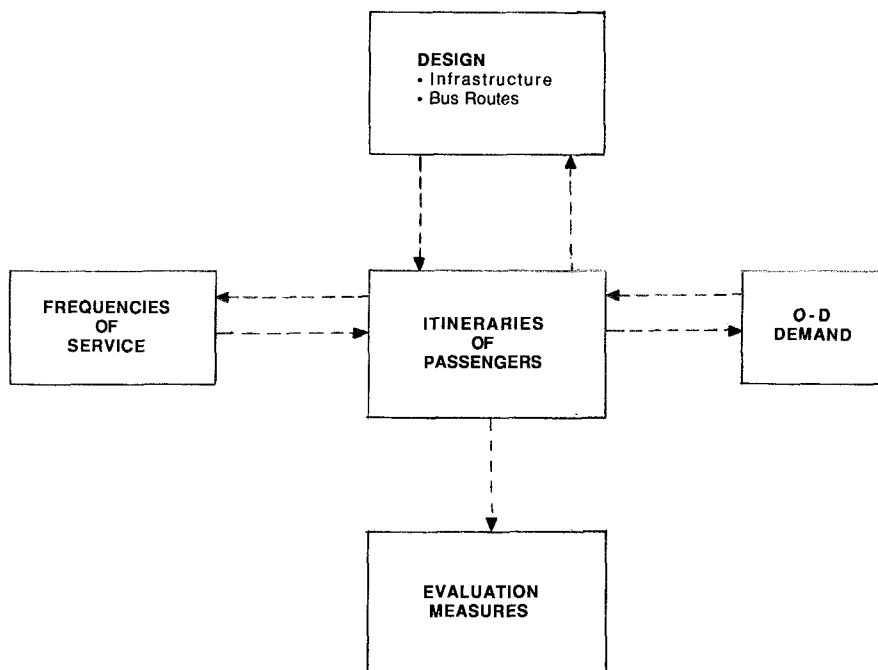 DESIGN
• Infrastructure
• Bus Routes
FREQUENCIES
OF
SERVICE
ITINERARIES
OF
PASSENGERS
O-D
DEMAND
EVALUATION
MEASURES